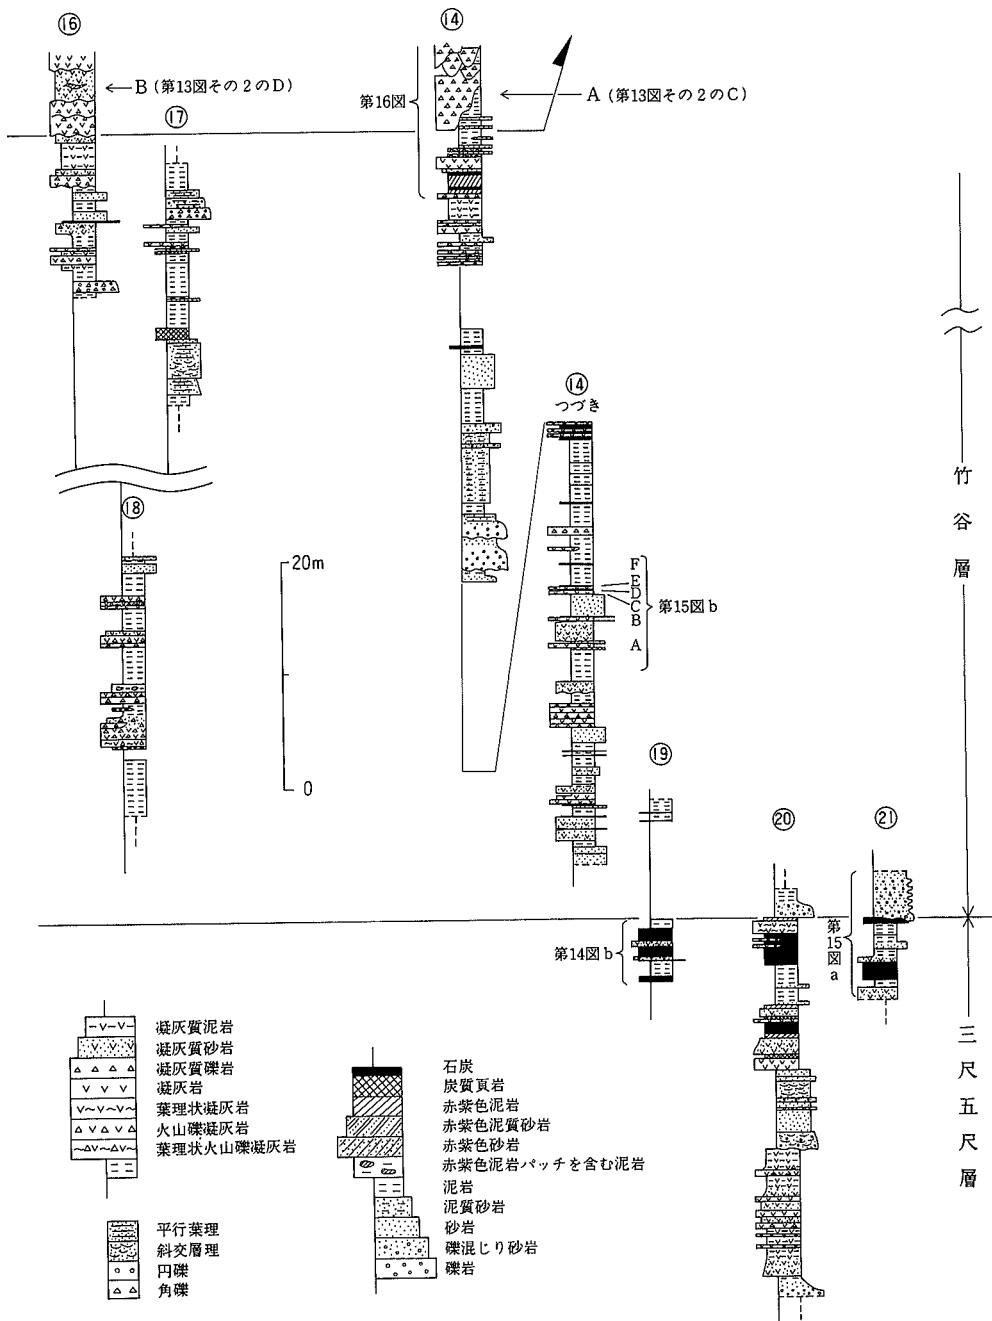 ⑯
⑭
B（第13図その2のD）
⑰
第16図
A（第13図その2のC）
⑭
つづき
竹谷層
⑱
20m
0
F
E
D
C
B
A
第15図b
⑲
⑳
㉑
第14図b
第15図a
三尺五尺層
凝灰質泥岩
凝灰質砂岩
凝灰質礫岩
凝灰岩
葉理状凝灰岩
火山礫凝灰岩
葉理状火山礫凝灰岩
平行葉理
斜交層理
円礫
角礫
石炭
炭質頁岩
赤紫色泥岩
赤紫色泥質砂岩
赤紫色砂岩
赤紫色泥岩パッチを含む泥岩
泥岩
泥質砂岩
砂岩
礫混じり砂岩
礫岩